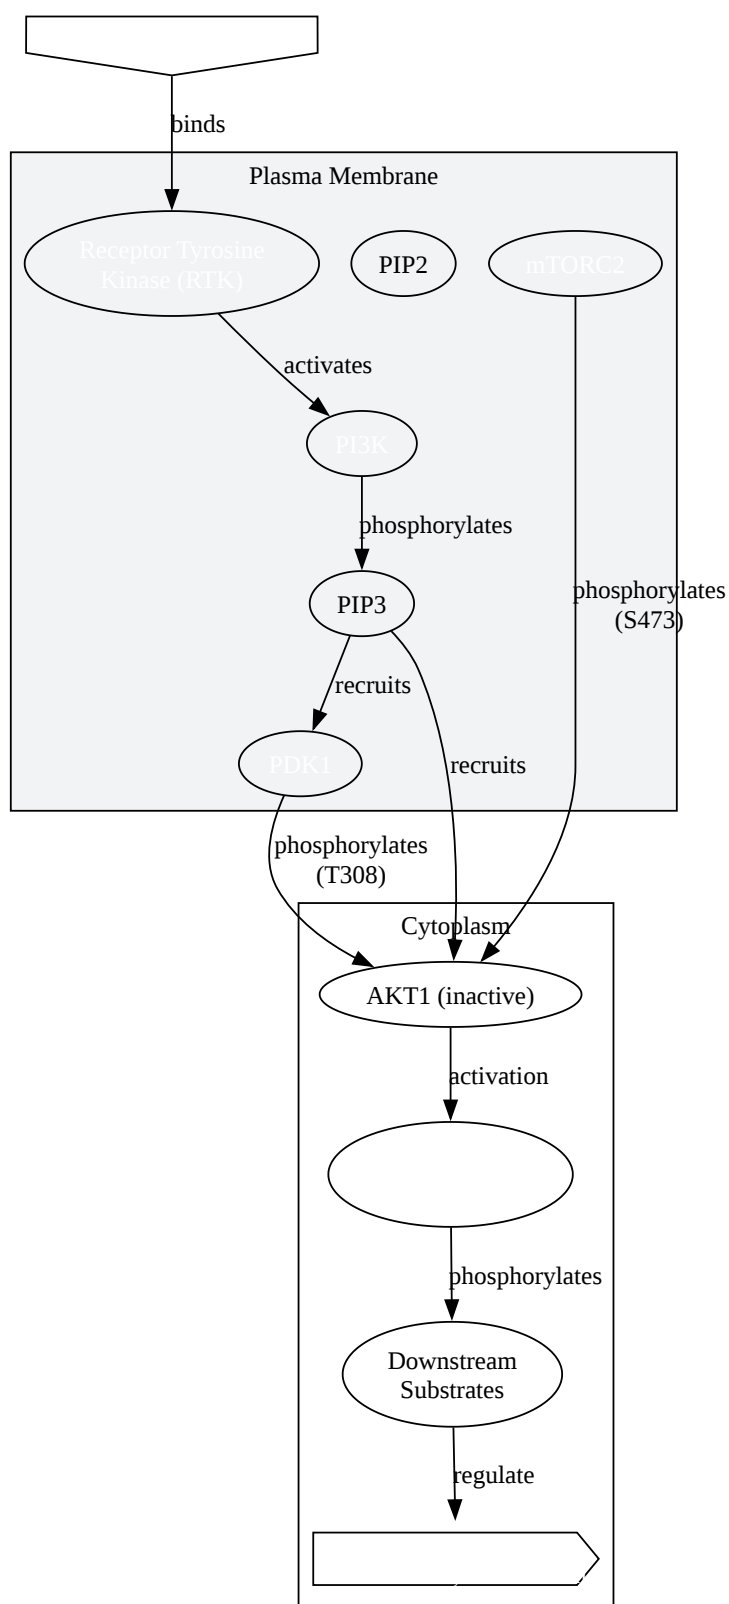 binds
Plasma Membrane
Receptor Tyrosine
Kinase (RTK)
PIP2
mTORC2
activates
PI3K
phosphorylates
PIP3
phosphorylates
(S473)
recruits
PDK1
recruits
phosphorylates
(T308)
Cytoplasm
AKT1 (inactive)
activation
phosphorylates
Downstream
Substrates
regulate